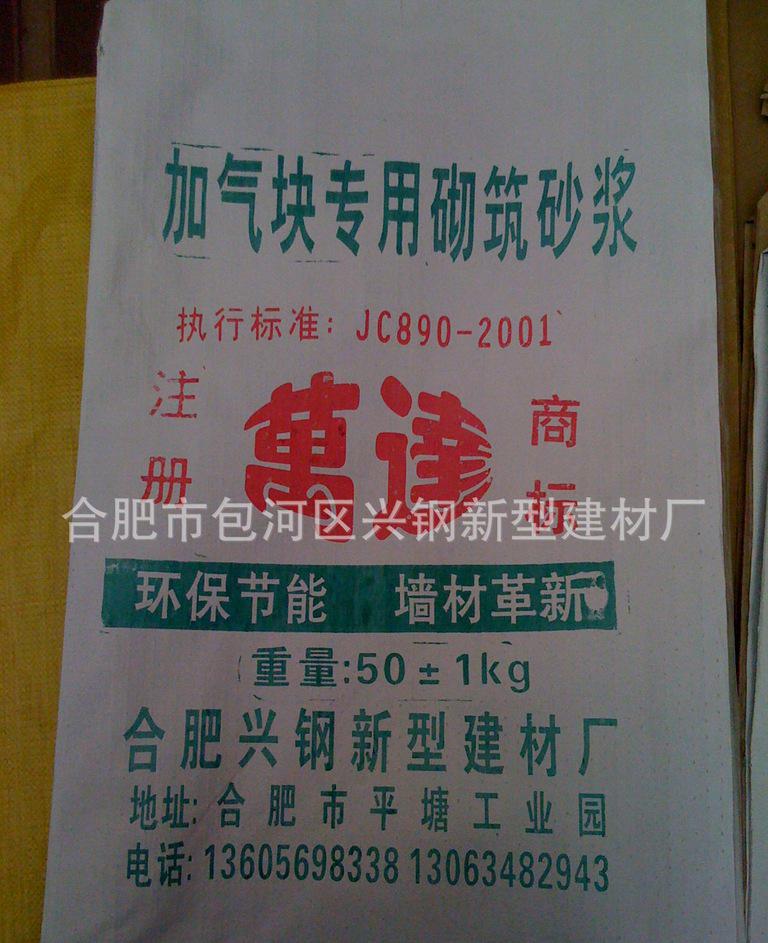 加气块专用砌筑砂浆
执行标准：JC890-2001
注册 萬達 商标
合肥市包河区兴钢新型建材厂
环保节能 墙材革新
重量:50±1kg
合肥兴钢新型建材厂
地址:合肥市平塘工业园
电话:13605698338 13063482943